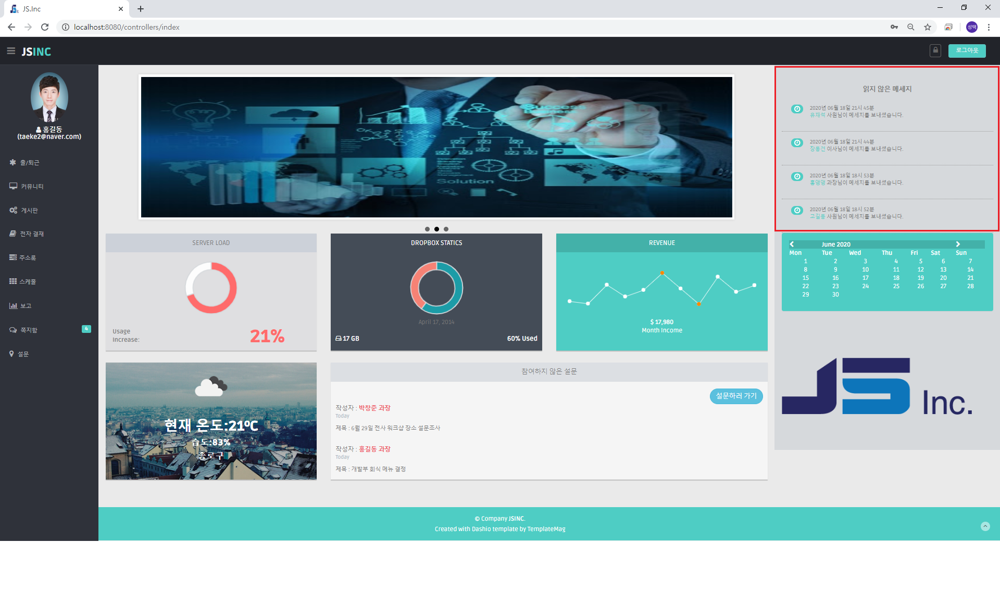 JS.Inc
localhost:8080/controllers/index
성택
JSINC
로그아웃
홍길동
(taeke2@naver.com)
출/퇴근
커뮤니티
게시판
전자 결재
주소록
스케줄
보고
쪽지함
4
설문
Success
Business
Solution
읽지 않은 메세지
2020년 06월 18일 21시 45분
유재석 사원님이 메세지를 보내셨습니다.
2020년 06월 18일 21시 44분
장동건 이사님이 메세지를 보내셨습니다.
2020년 06월 18일 18시 53분
홍맹맹 과장님이 메세지를 보내셨습니다.
2020년 06월 18일 18시 52분
고길동 사원님이 메세지를 보내셨습니다.
SERVER LOAD
Usage
Increase:
21%
DROPBOX STATICS
April 17, 2014
17 GB
60% Used
REVENUE
$ 17,980
Month Income
June 2020
Mon Tue Wed Thu Fri Sat Sun
1 2 3 4 5 6 7
8 9 10 11 12 13 14
15 16 17 18 19 20 21
22 23 24 25 26 27 28
29 30
현재 온도:21ºC
습도:83%
종로구
참여하지 않은 설문
설문하러 가기
작성자 : 박창준 과장
Today
제목 : 6월 29일 전사 워크샵 장소 설문조사
작성자 : 홍길동 과장
Today
제목 : 개발부 회식 메뉴 결정
JS Inc.
© Company JSINC.
Created with Dashio template by TemplateMag